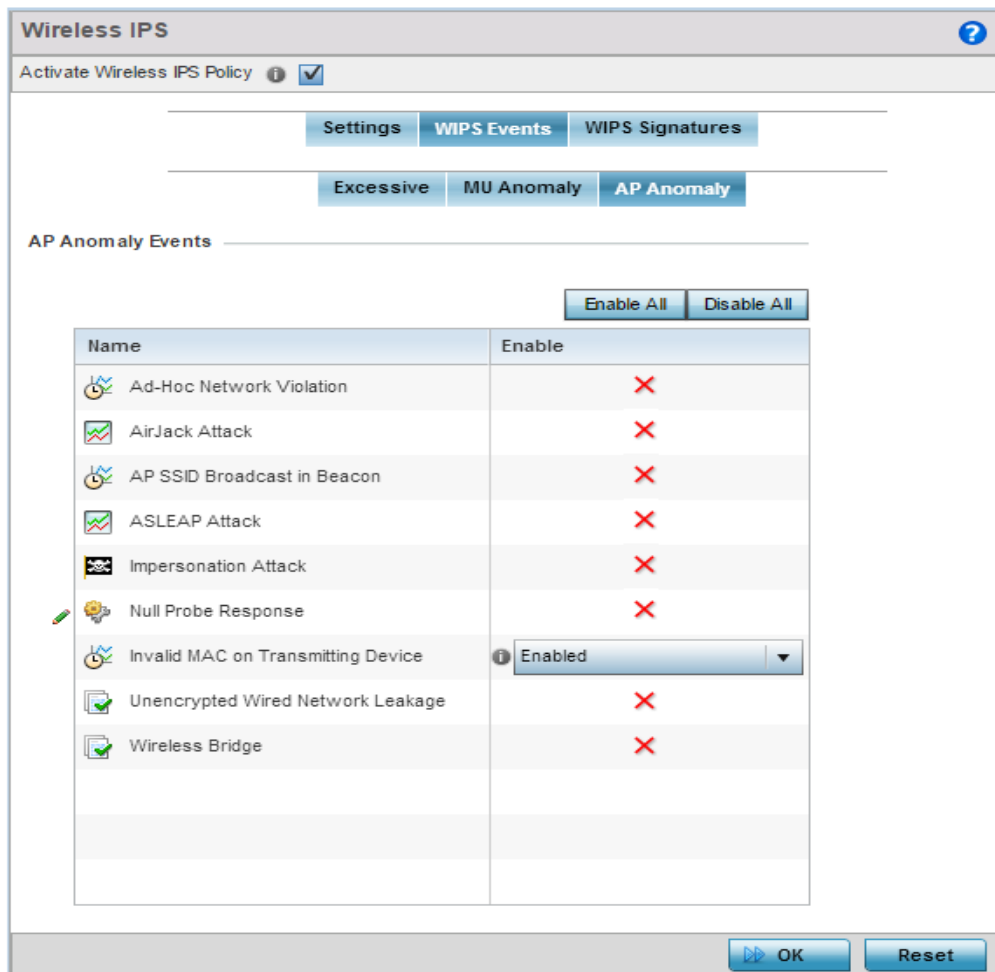 Wireless IPS
Activate Wireless IPS Policy
Settings WIPS Events WIPS Signatures
Excessive MU Anomaly AP Anomaly
AP Anomaly Events
Enable All Disable All
Name Enable
Ad-Hoc Network Violation
AirJack Attack
AP SSID Broadcast in Beacon
ASLEAP Attack
Impersonation Attack
Null Probe Response
Invalid MAC on Transmitting Device Enabled
Unencrypted Wired Network Leakage
Wireless Bridge
OK Reset